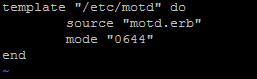 template "/etc/motd" do
        source "motd.erb"
        mode "0644"
end
~